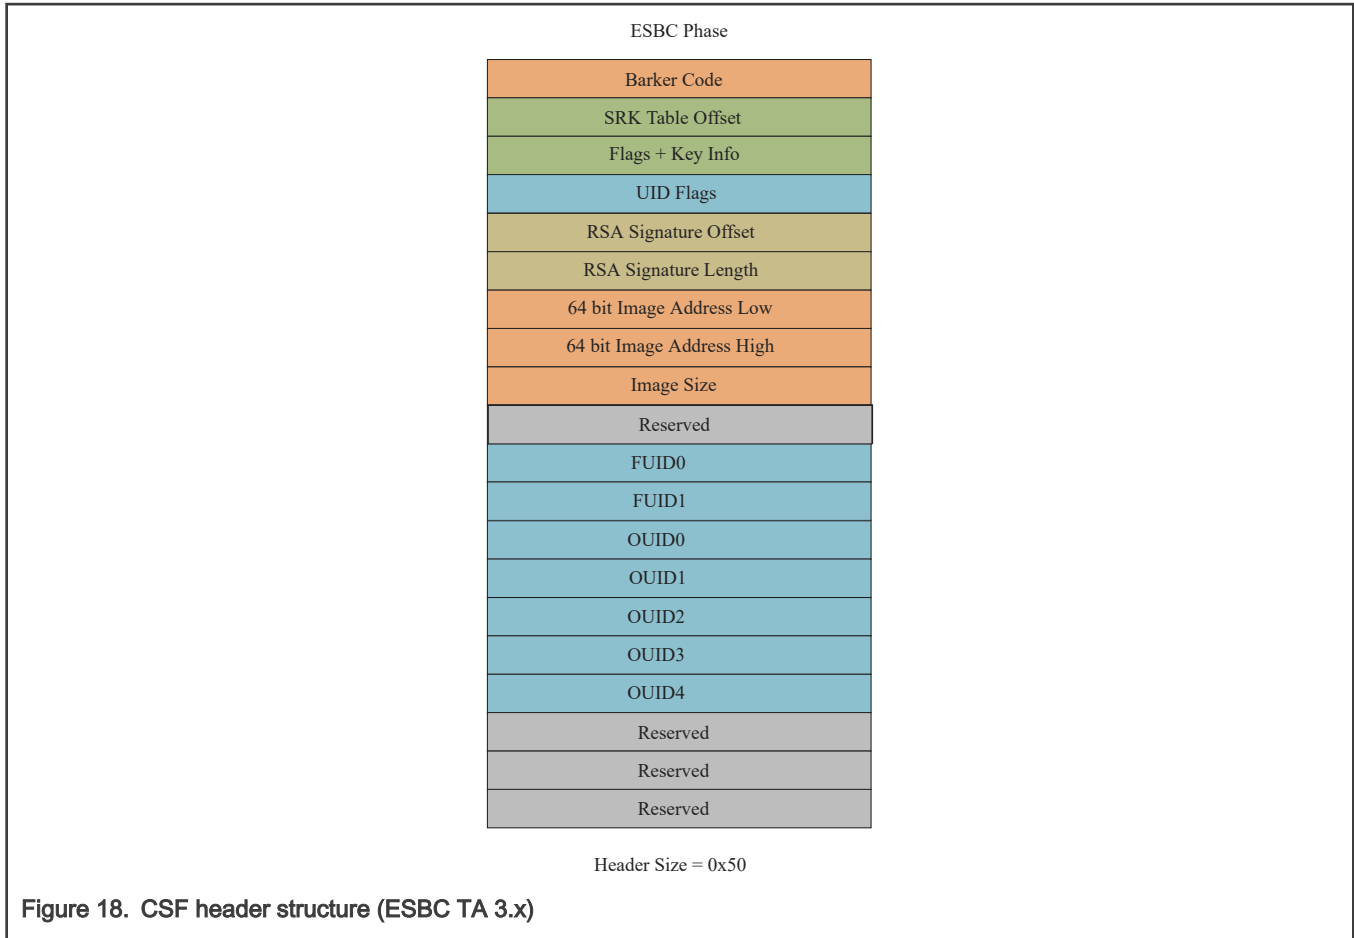 ESBC Phase
Barker Code
SRK Table Offset
Flags + Key Info
UID Flags
RSA Signature Offset
RSA Signature Length
64 bit Image Address Low
64 bit Image Address High
Image Size
Reserved
FUID0
FUID1
OUID0
OUID1
OUID2
OUID3
OUID4
Reserved
Reserved
Reserved
Header Size = 0x50
Figure 18. CSF header structure (ESBC TA 3.x)